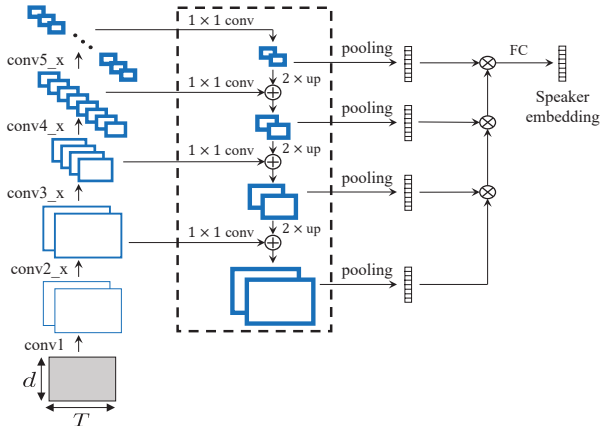 1 × 1 conv
pooling
FC
conv5_x
2 × up
1 × 1 conv
Speaker
embedding
pooling
conv4_x
2 × up
1 × 1 conv
pooling
conv3_x
2 × up
1 × 1 conv
pooling
conv2_x
conv1
d
T